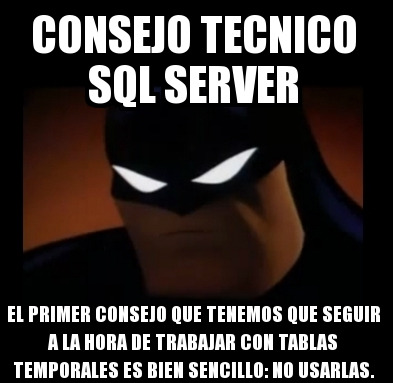 CONSEJO TECNICO
SQL SERVER
EL PRIMER CONSEJO QUE TENEMOS QUE SEGUIR
A LA HORA DE TRABAJAR CON TABLAS
TEMPORALES ES BIEN SENCILLO: NO USARLAS.